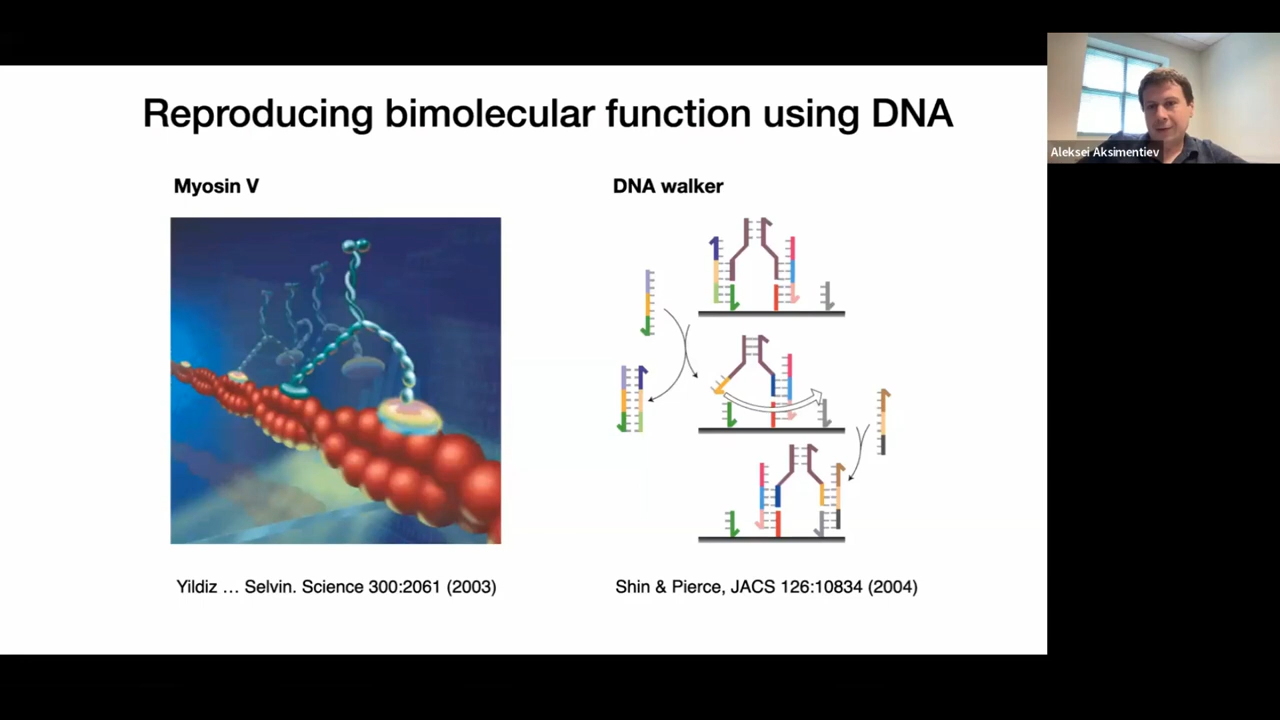 Reproducing bimolecular function using DNA
Aleksei Aksimentiev
Myosin V
DNA walker
Yildiz … Selvin. Science 300:2061 (2003)
Shin & Pierce, JACS 126:10834 (2004)